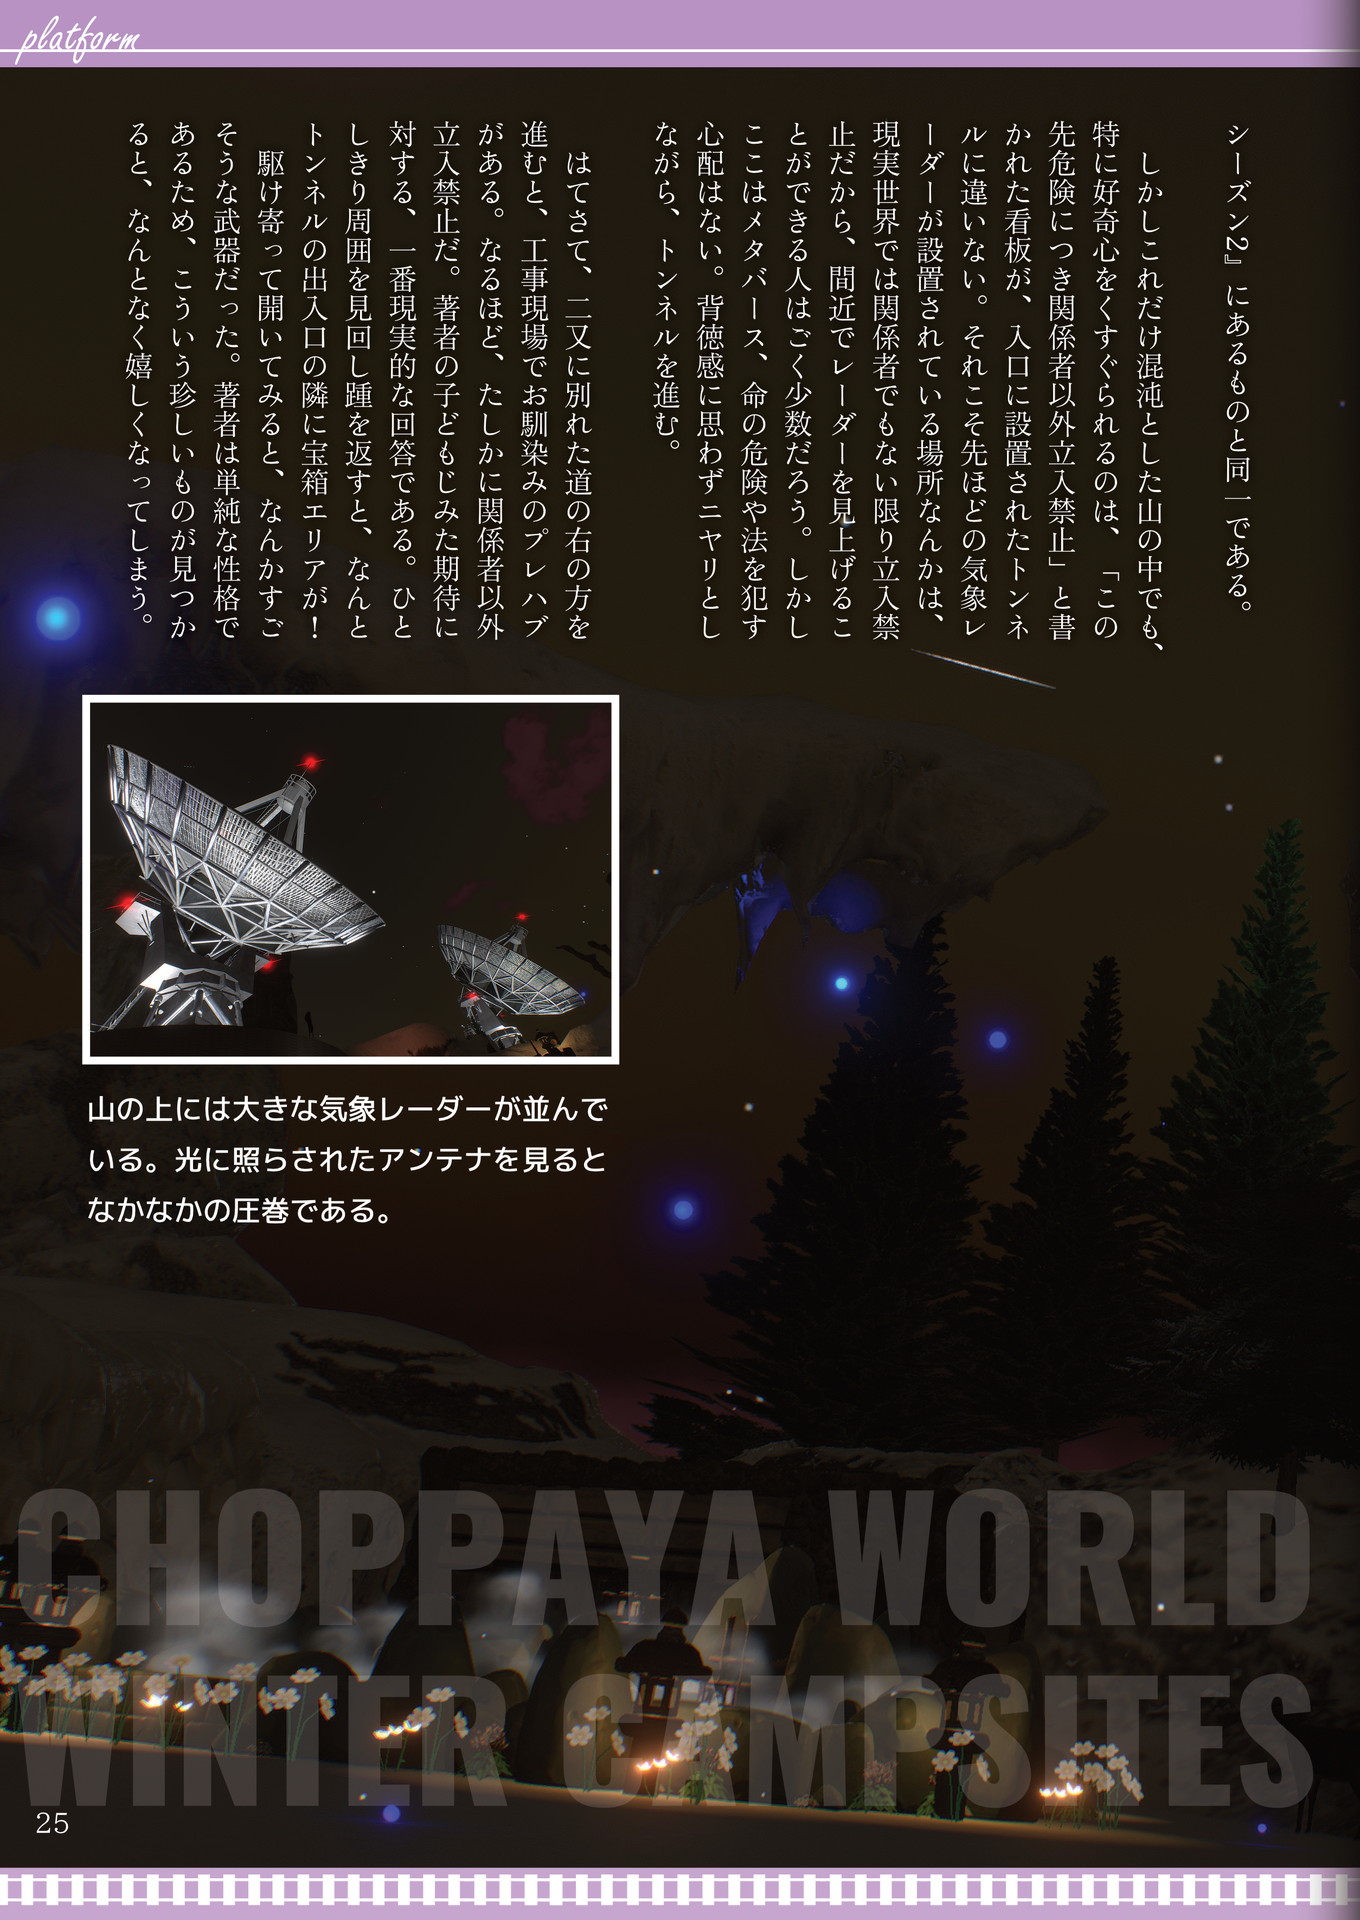 platform
シーズン2』にあるものと同一である。
しかしこれだけ混沌とした山の中でも、
特に好奇心をくすぐられるのは、「この
先危険につき関係者以外立入禁止」と書
かれた看板が、入口に設置されたトンネ
ルに違いない。それこそ先ほどの気象レ
ーダーが設置されている場所なんかは、
現実世界では関係者でもない限り立入禁
止だから、間近でレーダーを見上げるこ
とができる人はごく少数だろう。しかし
ここはメタバース、命の危険や法を犯す
心配はない。背徳感に思わずニヤリとし
ながら、トンネルを進む。
はてさて、二又に別れた道の右の方を
進むと、工事現場でお馴染みのプレハブ
がある。なるほど、たしかに関係者以外
立入禁止だ。著者の子どもじみた期待に
対する、一番現実的な回答である。ひと
しきり周囲を見回し踵を返すと、なんと
トンネルの出入口の隣に宝箱エリアが！
駆け寄って開いてみると、なんかすご
そうな武器だった。著者は単純な性格で
あるため、こういう珍しいものが見つか
ると、なんとなく嬉しくなってしまう。
山の上には大きな気象レーダーが並んで
いる。光に照らされたアンテナを見ると
なかなかの圧巻である。
CHOPPAYA WORLD
WINTER CAMPSITES
25